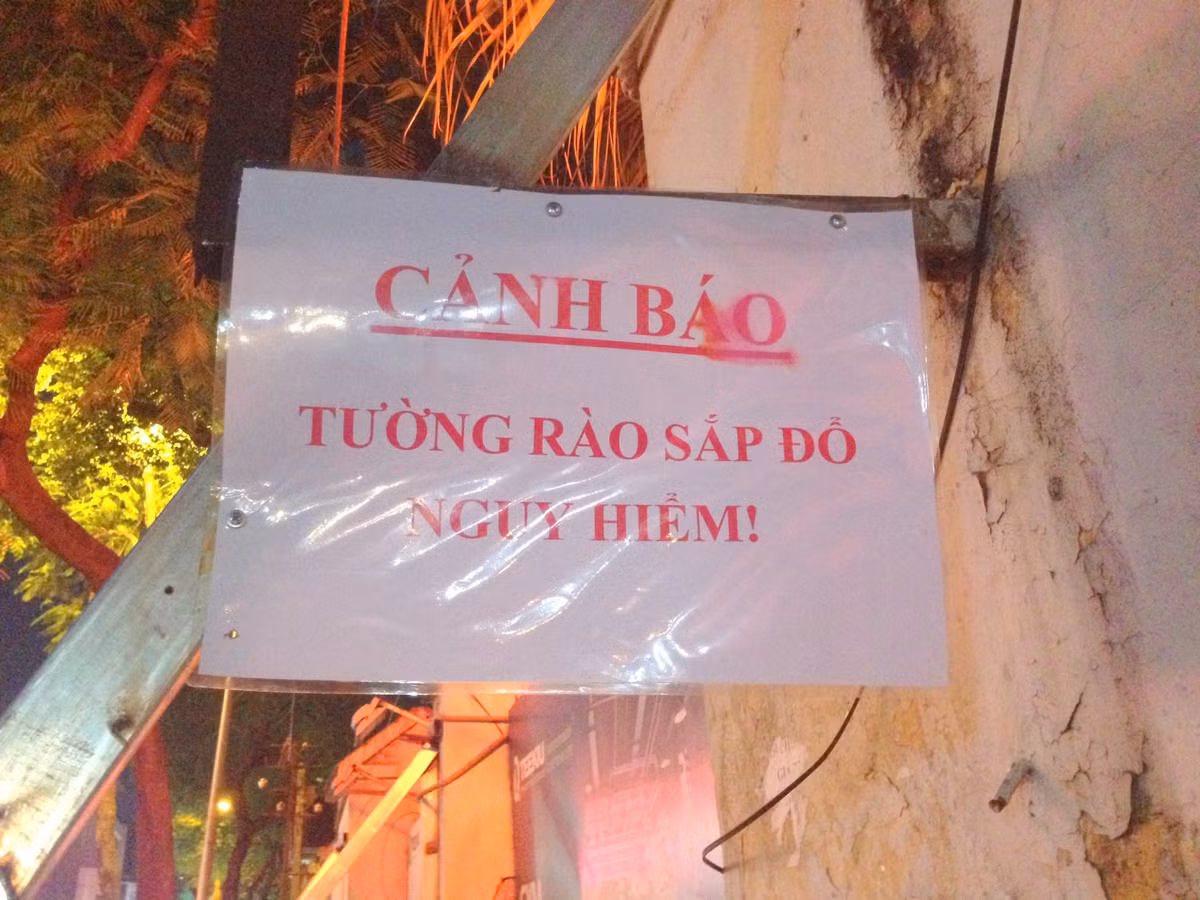 CẢNH BÁO
TƯỜNG RÀO SẮP ĐỔ
NGUY HIỂM!